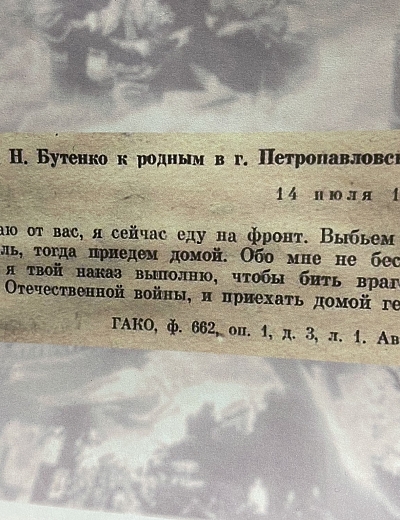 Н. Бутенко к родным в г. Петропавловс
14 июля 1
аю от вас, я сейчас еду на фронт. Выбьем
ль, тогда приедем домой. Обо мне не бес
я твой наказ выполню, чтобы бить враг
Отечественной войны, и приехать домой ге
ГАКО, ф. 662, оп. 1, д. 3, л. 1. Ав